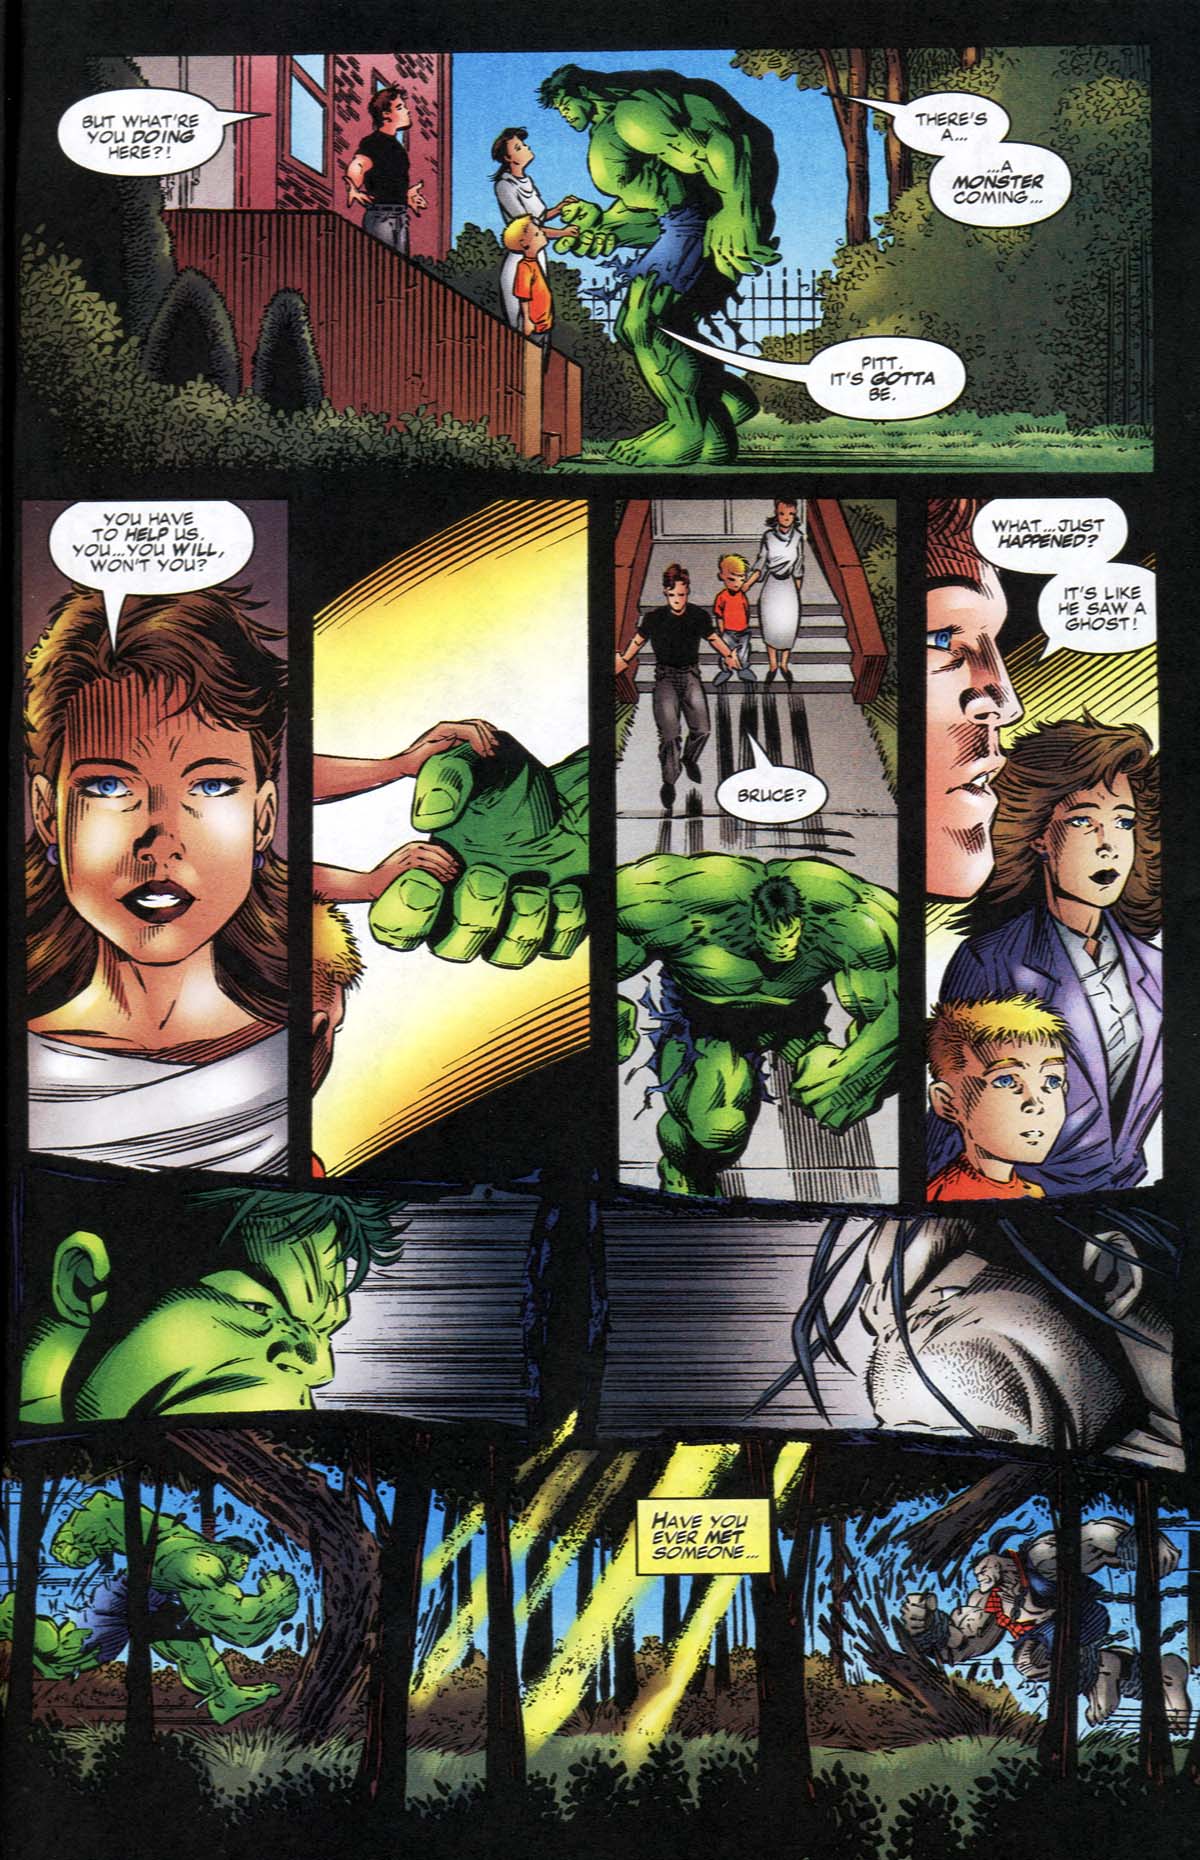 BUT WHAT'RE
YOU DOING
HERE?!
THERE'S
A...
...A
MONSTER
COMING...
PITT.
IT'S GOTTA
BE.
YOU HAVE
TO HELP US.
YOU...YOU WILL,
WON'T YOU?
BRUCE?
WHAT...JUST
HAPPENED?
IT'S LIKE
HE SAW A
GHOST!
HAVE YOU
EVER MET
SOMEONE...